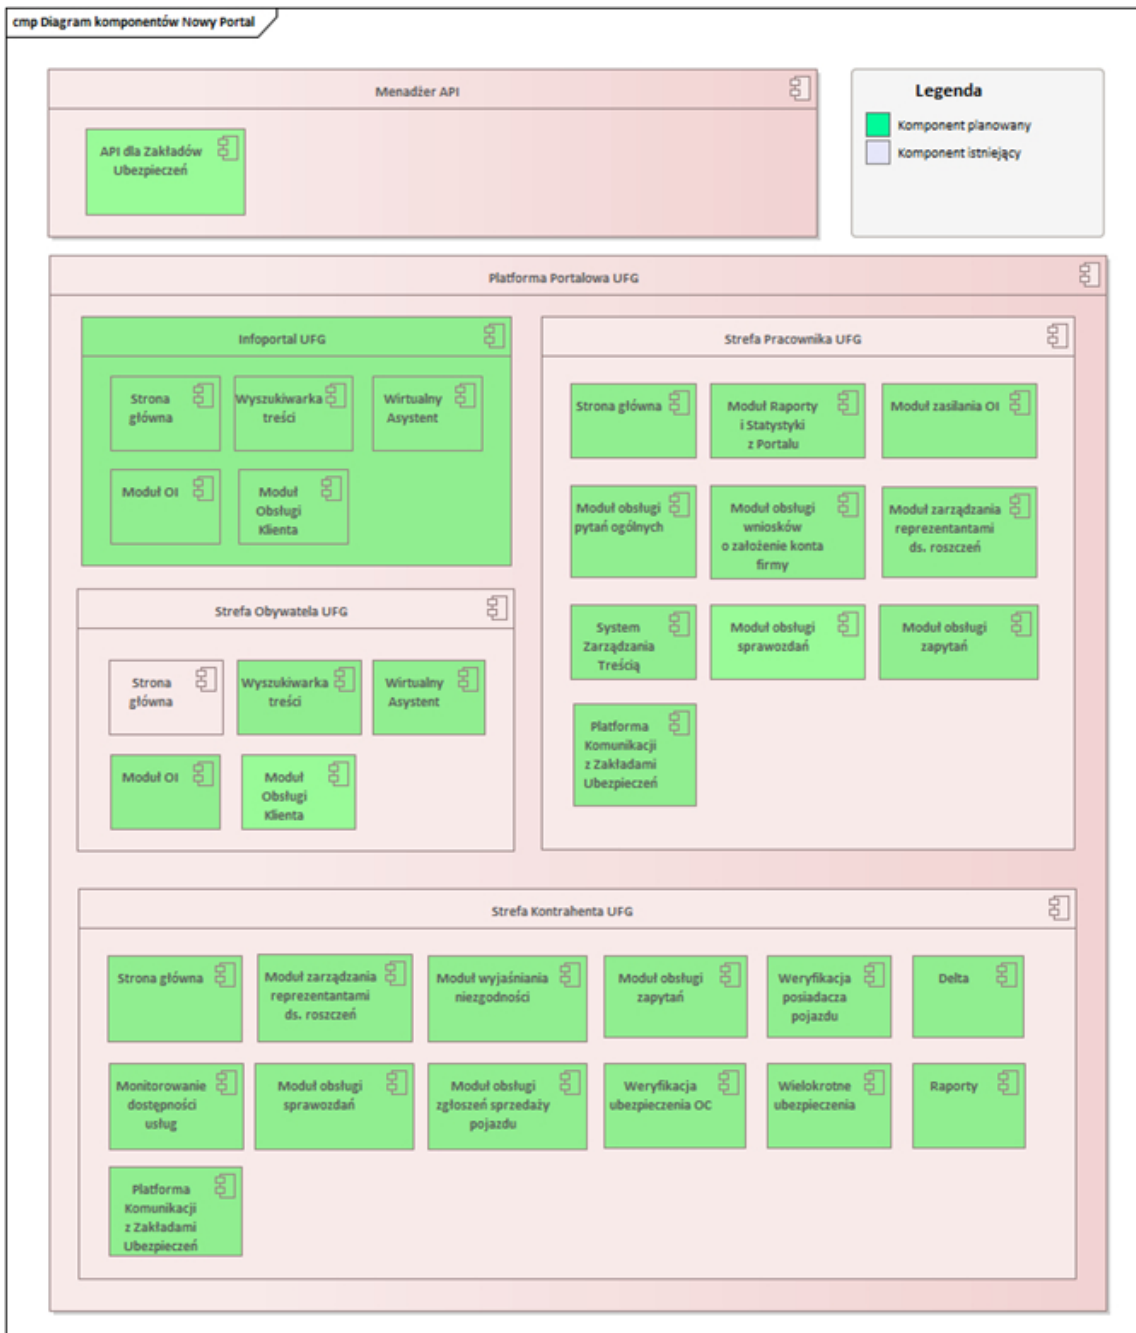 cmp Diagram komponentów Nowy Portal
Menadżer API
API dla Zakładów
Ubezpieczeń
Legenda
Komponent planowany
Komponent istniejący
Platforma Portalowa UFG
Infoportal UFG
Strona
główna
Wyszukiwarka
treści
Wirtualny
Asystent
Moduł OI
Moduł
Obsługi
Klienta
Strefa Pracownika UFG
Strona główna
Moduł Raporty
i Statystyki
z Portalu
Moduł zasilania OI
Moduł obsługi
pytań ogólnych
Moduł obsługi
wniosków
o założenie konta
firmy
Moduł zarządzania
reprezentantami
ds. roszczeń
System
Zarządzania
Treścią
Moduł obsługi
sprawozdań
Moduł obsługi
zapytań
Platforma
Komunikacji
z Zakładami
Ubezpieczeń
Strefa Obywatela UFG
Strona
główna
Wyszukiwarka
treści
Wirtualny
Asystent
Moduł OI
Moduł
Obsługi
Klienta
Strefa Kontrahenta UFG
Strona główna
Moduł zarządzania
reprezentantami
ds. roszczeń
Moduł wyjaśniania
niezgodności
Moduł obsługi
zapytań
Weryfikacja
posiadacza
pojazdu
Delta
Monitorowanie
dostępności
usług
Moduł obsługi
sprawozdań
Moduł obsługi
zgłoszeń sprzedaży
pojazdu
Weryfikacja
ubezpieczenia OC
Wielokrotne
ubezpieczenia
Raporty
Platforma
Komunikacji
z Zakładami
Ubezpieczeń